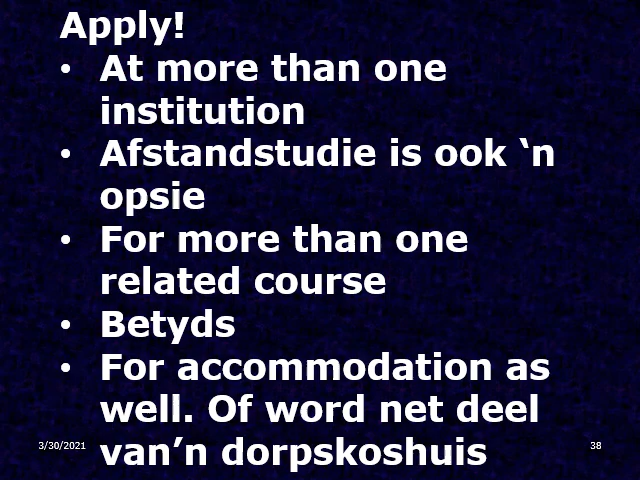 Apply!
• At more than one
institution
• Afstandstudie is ook ‘n
opsie
• For more than one
related course
• Betyds
• For accommodation as
well. Of word net deel
van’n dorpskoshuis
3/30/2021
38